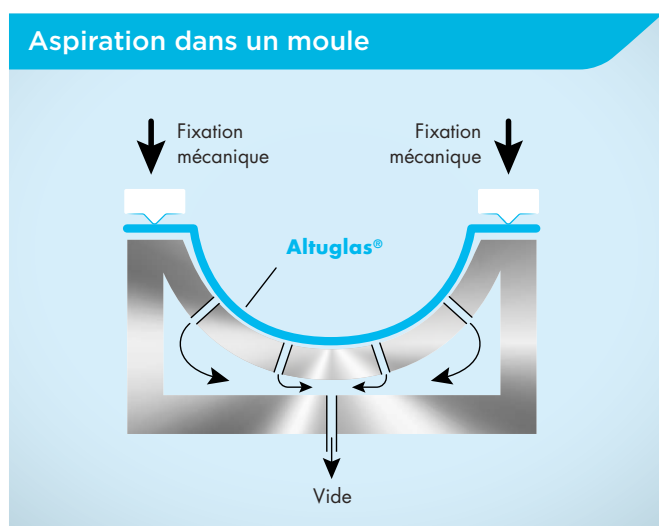 Aspiration dans un moule
Fixation
mécanique
Fixation
mécanique
Altuglas®
Vide